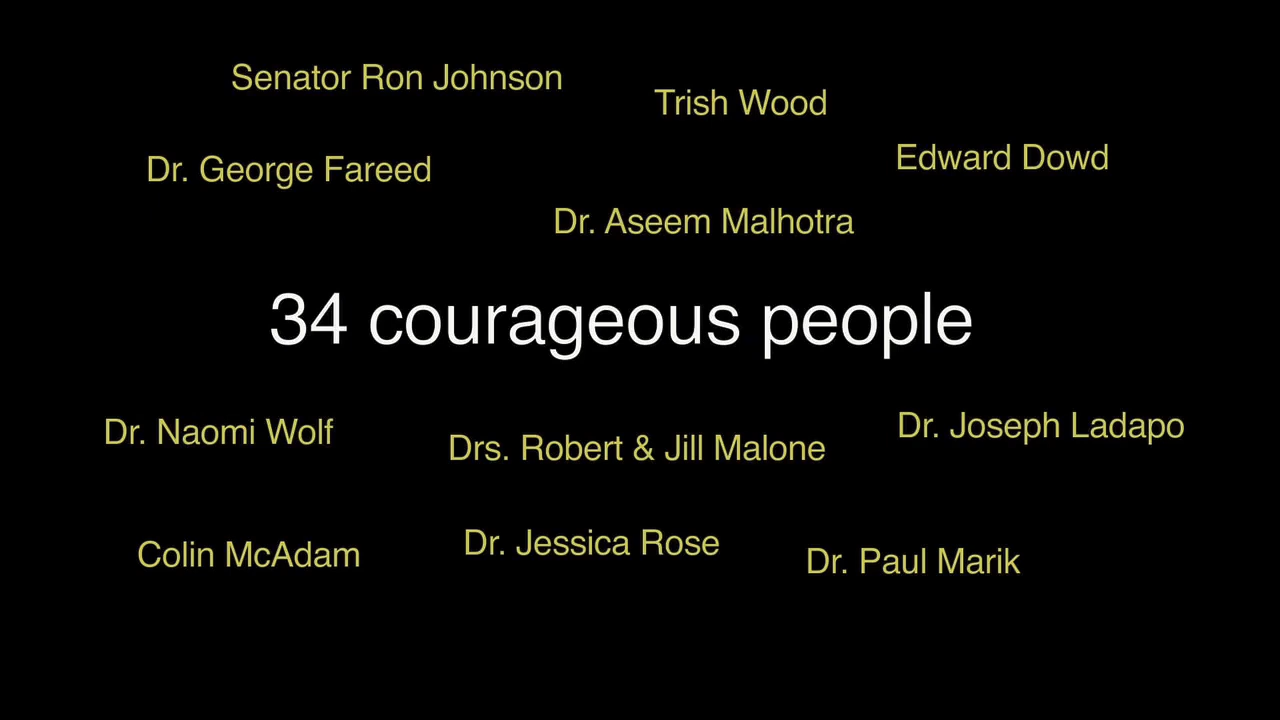 Senator Ron Johnson
Trish Wood
Edward Dowd
Dr. George Fareed
Dr. Aseem Malhotra
34 courageous people
Dr. Naomi Wolf
Drs. Robert & Jill Malone
Dr. Joseph Ladapo
Colin McAdam
Dr. Jessica Rose
Dr. Paul Marik